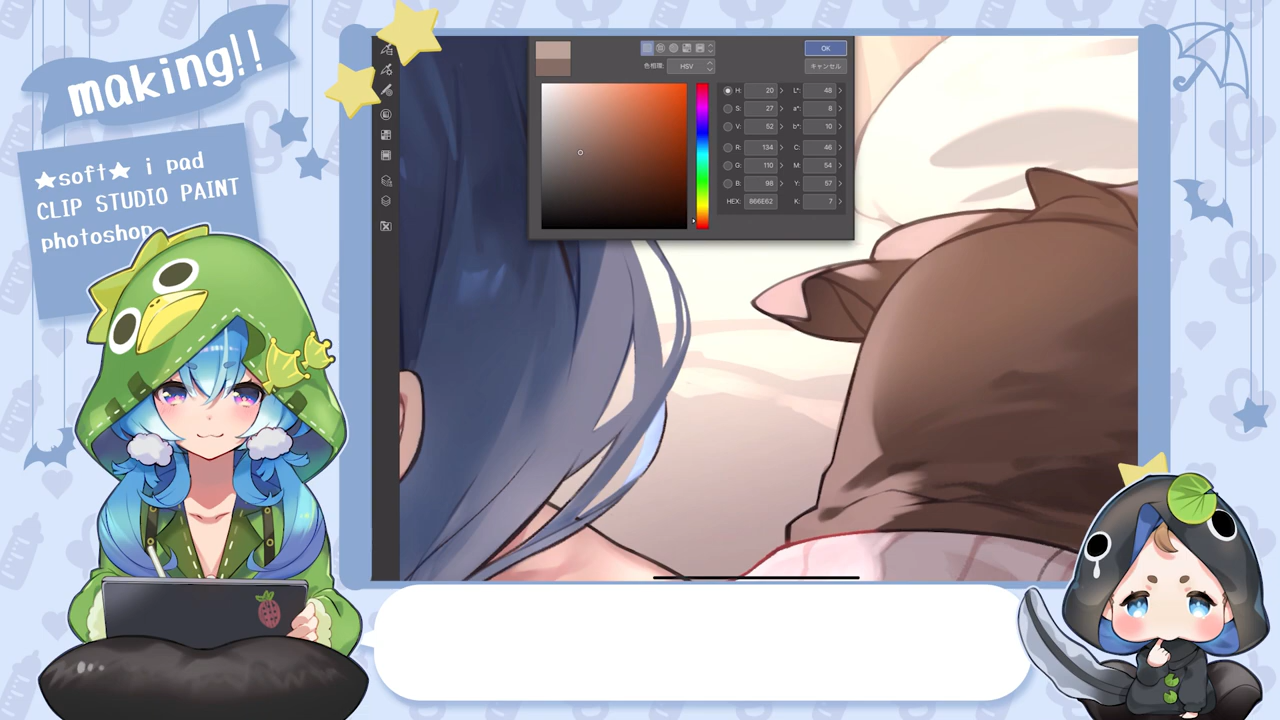 making!!
★soft★ i pad
CLIP STUDIO PAINT
photoshop
OK
色相環: HSV
キャンセル
H: 20 L*: 48
S: 27 a*: 8
V: 52 b*: 10
R: 134 C: 46
G: 110 M: 54
B: 98 Y: 57
HEX: 866E62 K: 7